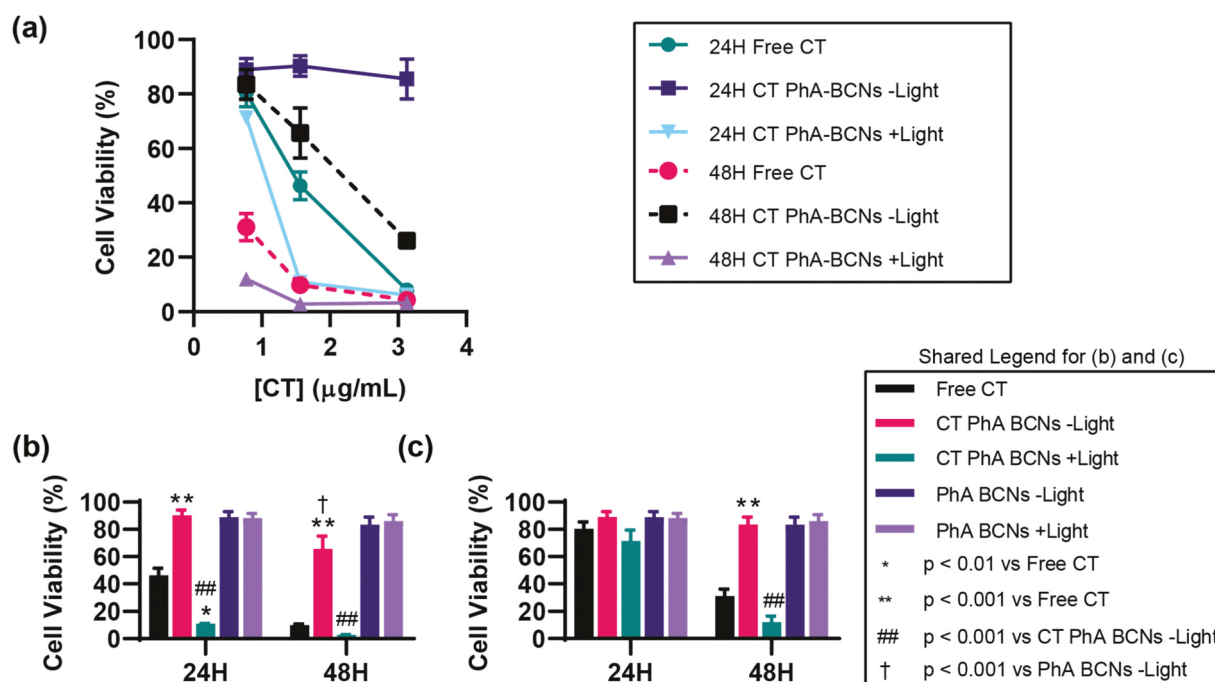 (a)
100
80
60
40
20
0
Cell Viability (%)
0 1 2 3 4
[CT] (μg/mL)
24H Free CT
24H CT PhA-BCNs -Light
24H CT PhA-BCNs +Light
48H Free CT
48H CT PhA-BCNs -Light
48H CT PhA-BCNs +Light
Shared Legend for (b) and (c)
Free CT
CT PhA BCNs -Light
CT PhA BCNs +Light
PhA BCNs -Light
PhA BCNs +Light
* p < 0.01 vs Free CT
** p < 0.001 vs Free CT
## p < 0.001 vs CT PhA BCNs -Light
† p < 0.001 vs PhA BCNs -Light
(b)
Cell Viability (%)
100
80
60
40
20
0
**
##
*
†
**
##
24H 48H
(c)
Cell Viability (%)
100
80
60
40
20
0
**
##
24H 48H